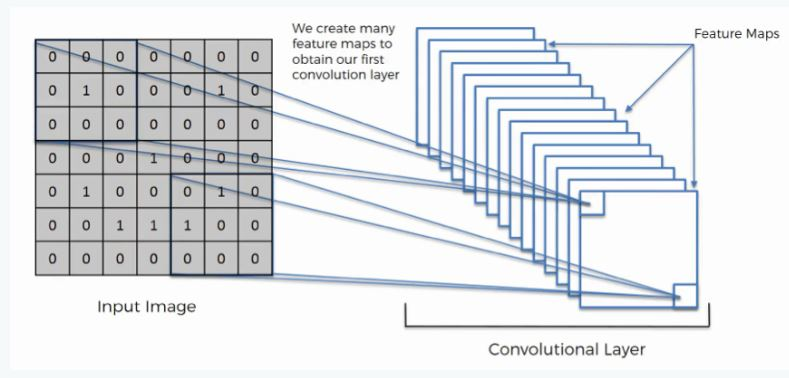 We create many
feature maps to
obtain our first
convolution layer
Feature Maps
0 0 0 0 0 0 0
0 1 0 0 0 1 0
0 0 0 0 0 0 0
0 0 0 1 0 0 0
0 1 0 0 0 1 0
0 0 1 1 1 0 0
0 0 0 0 0 0 0
Input Image
Convolutional Layer